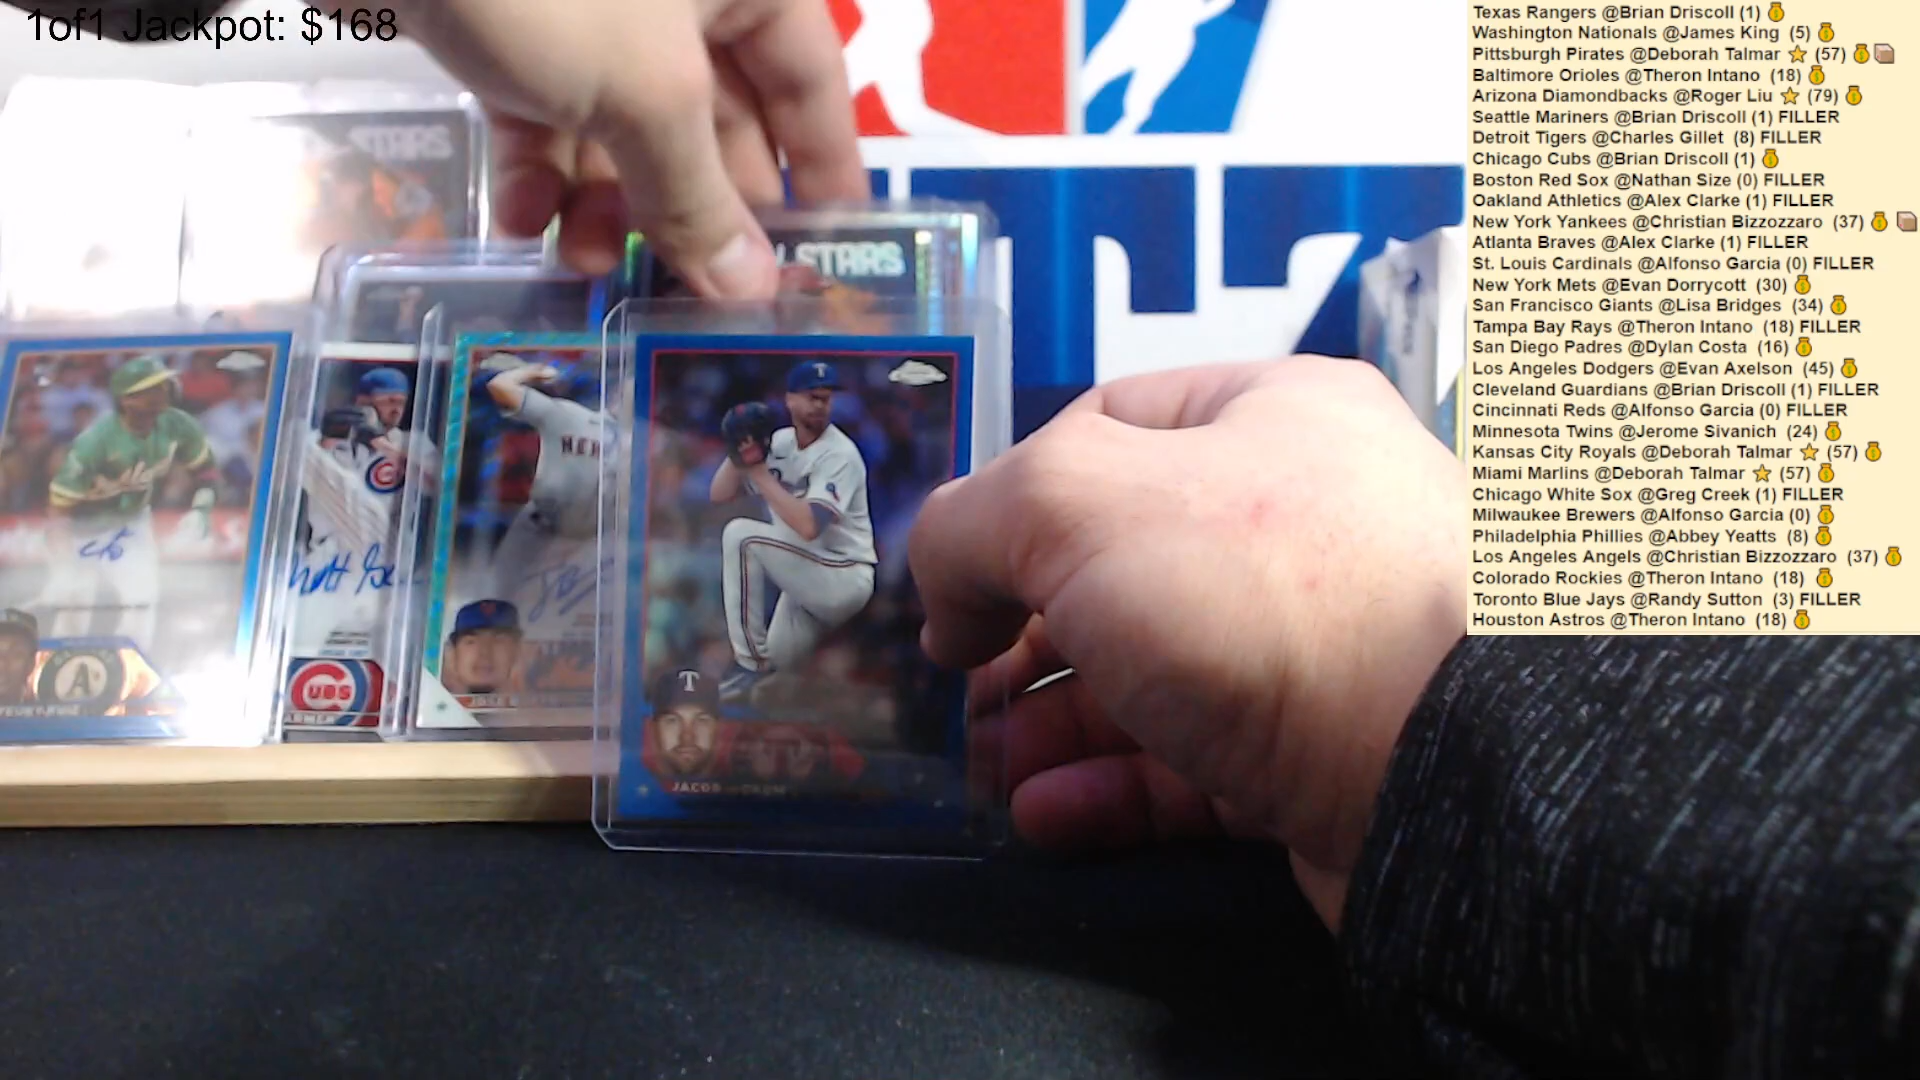 1of1 Jackpot: $168
Texas Rangers @Brian Driscoll (1)
Washington Nationals @James King (5)
Pittsburgh Pirates @Deborah Talmar ⭐ (57)
Baltimore Orioles @Theron Intano (18)
Arizona Diamondbacks @Roger Liu ⭐ (79)
Seattle Mariners @Brian Driscoll (1) FILLER
Detroit Tigers @Charles Gillet (8) FILLER
Chicago Cubs @Brian Driscoll (1)
Boston Red Sox @Nathan Size (0) FILLER
Oakland Athletics @Alex Clarke (1) FILLER
New York Yankees @Christian Bizzozzaro (37)
Atlanta Braves @Alex Clarke (1) FILLER
St. Louis Cardinals @Alfonso Garcia (0) FILLER
New York Mets @Evan Dorrycott (30)
San Francisco Giants @Lisa Bridges (34)
Tampa Bay Rays @Theron Intano (18) FILLER
San Diego Padres @Dylan Costa (16)
Los Angeles Dodgers @Evan Axelson (45)
Cleveland Guardians @Brian Driscoll (1) FILLER
Cincinnati Reds @Alfonso Garcia (0) FILLER
Minnesota Twins @Jerome Sivanich (24)
Kansas City Royals @Deborah Talmar ⭐ (57)
Miami Marlins @Deborah Talmar ⭐ (57)
Chicago White Sox @Greg Creek (1) FILLER
Milwaukee Brewers @Alfonso Garcia (0)
Philadelphia Phillies @Abbey Yeatts (8)
Los Angeles Angels @Christian Bizzozzaro (37)
Colorado Rockies @Theron Intano (18)
Toronto Blue Jays @Randy Sutton (3) FILLER
Houston Astros @Theron Intano (18)
STARS
STARS
T
T
JACOB
A
CUBS